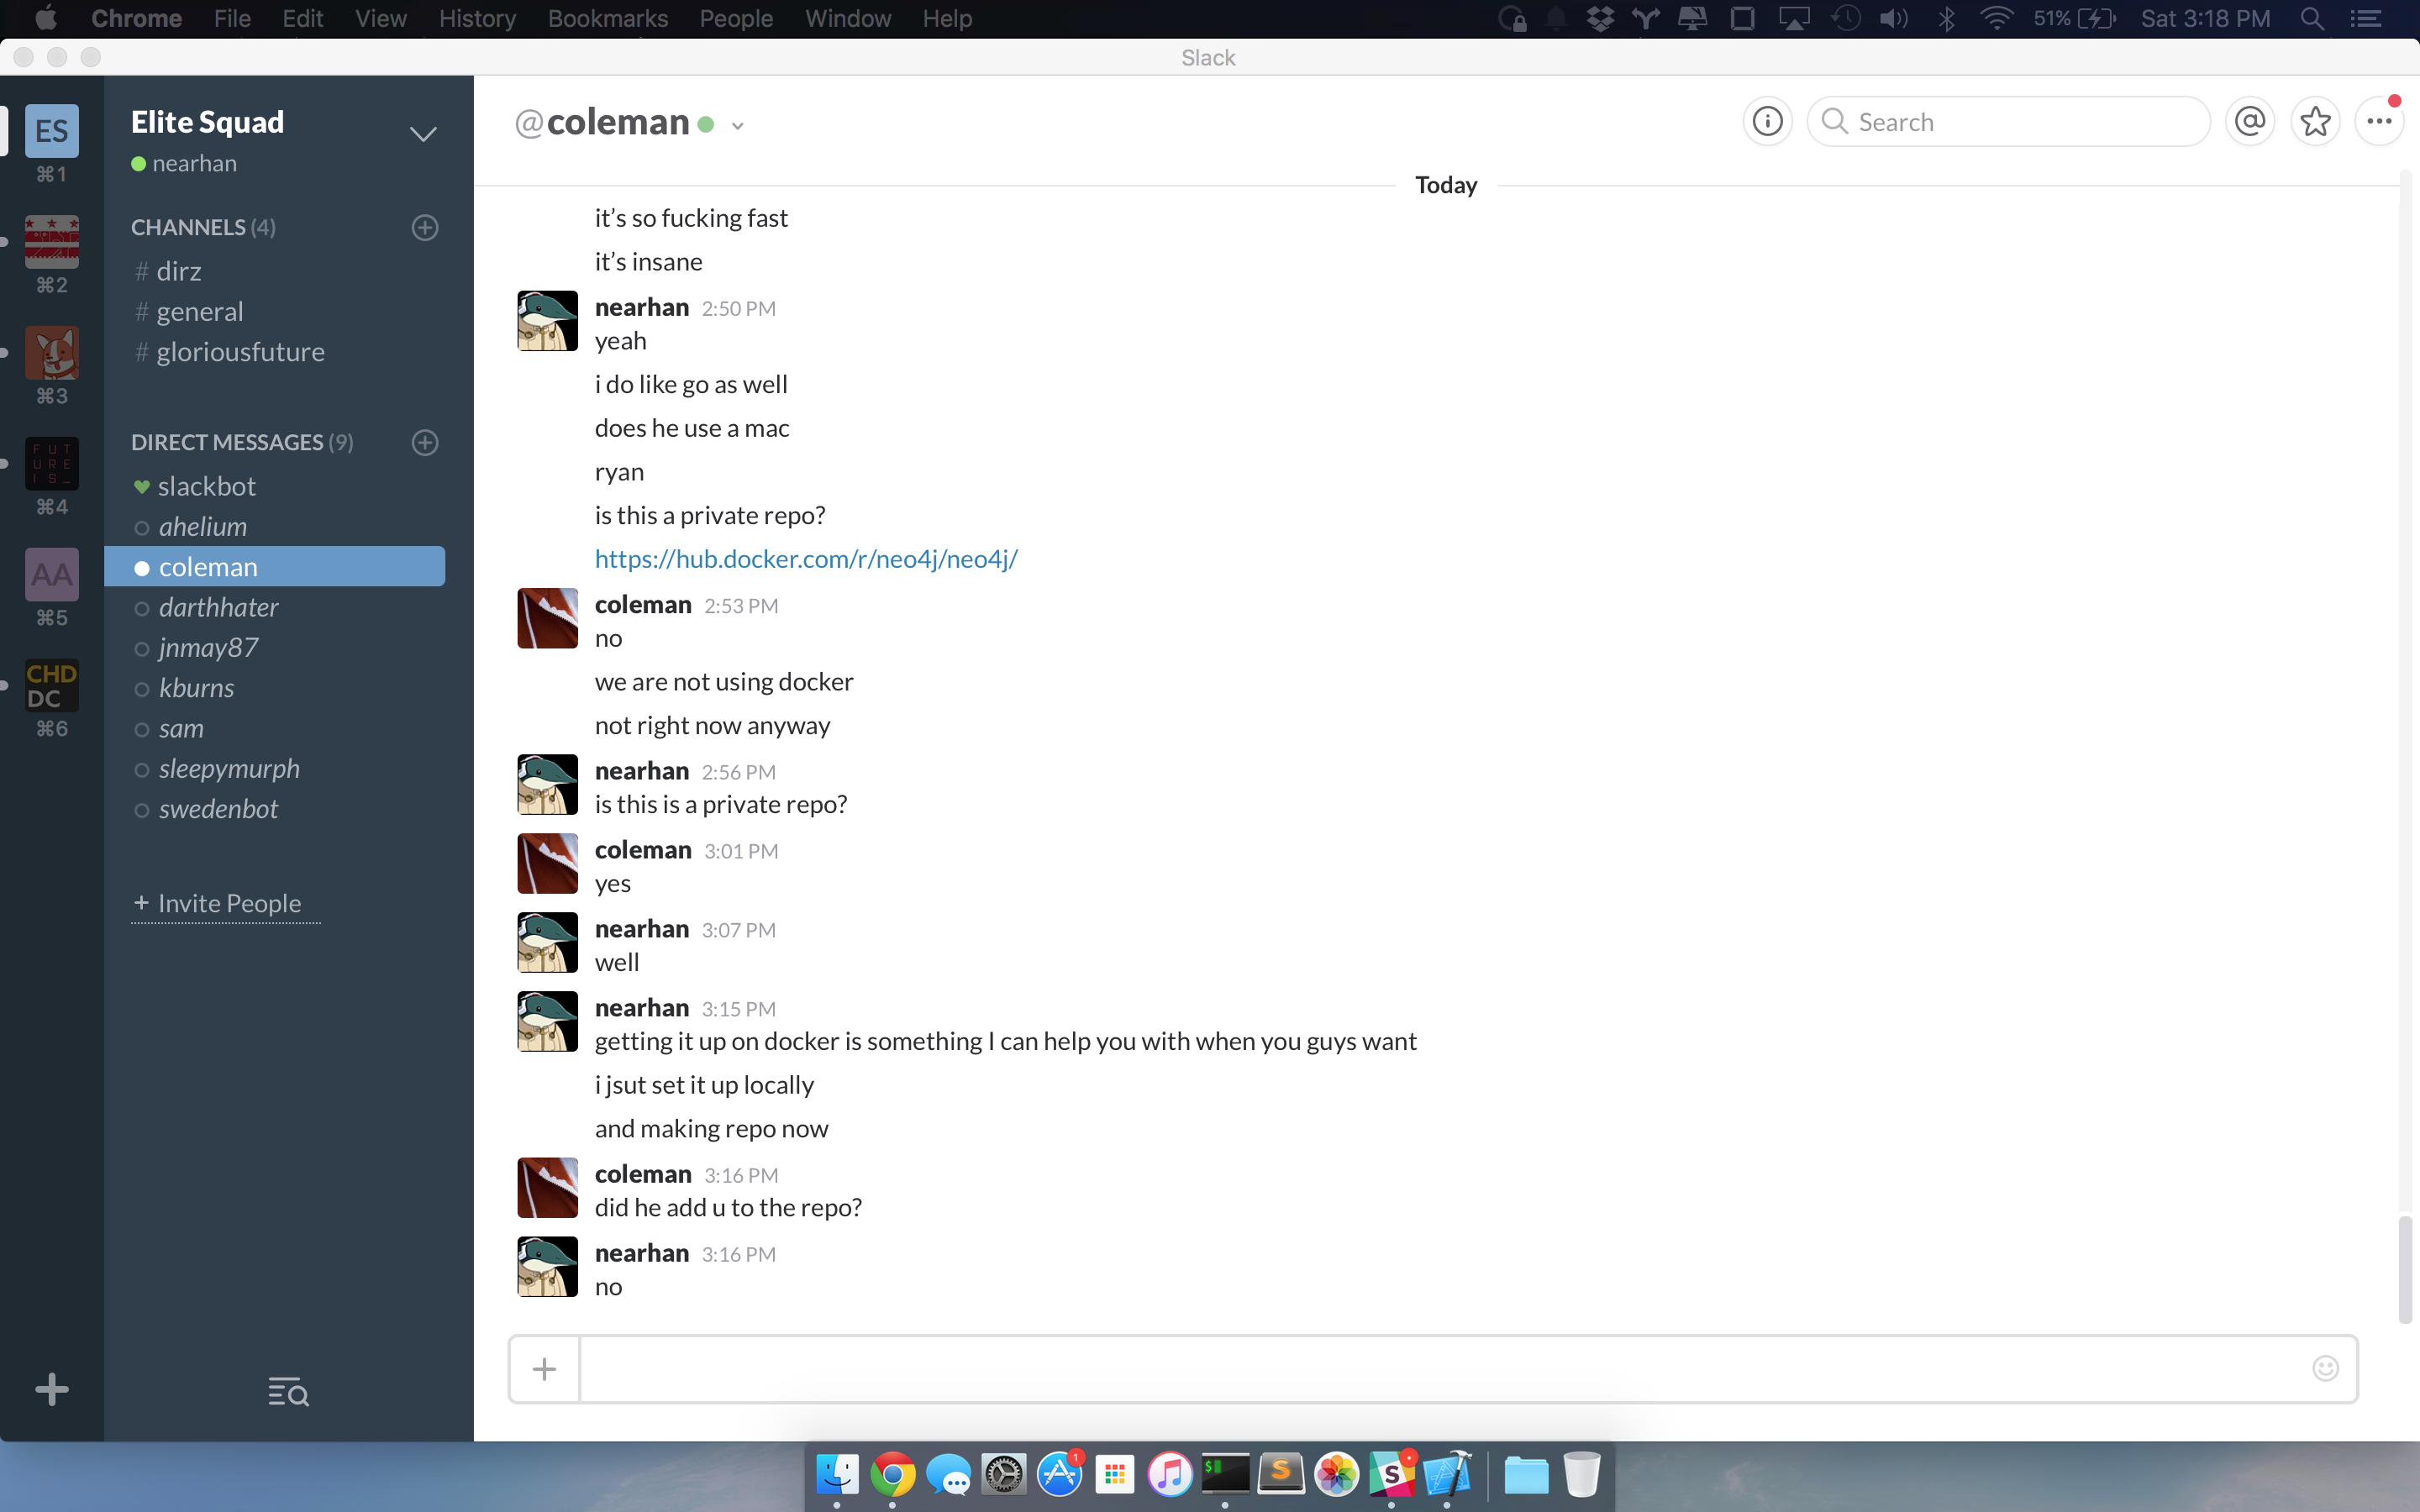 Chrome File Edit View History Bookmarks People Window Help 51% Sat 3:18 PM
Slack
ES
⌘1
⌘2
⌘3
FUT
URE
IS_
⌘4
AA
⌘5
CHD
DC
⌘6
Elite Squad
nearhan
CHANNELS (4)
# dirz
# general
# gloriousfuture
DIRECT MESSAGES (9)
slackbot
ahelium
coleman
darthhater
jnmay87
kburns
sam
sleepymurph
swedenbot
+ Invite People
@coleman
Search
Today
it's so fucking fast
it's insane
nearhan 2:50 PM
yeah
i do like go as well
does he use a mac
ryan
is this a private repo?
https://hub.docker.com/r/neo4j/neo4j/
coleman 2:53 PM
no
we are not using docker
not right now anyway
nearhan 2:56 PM
is this is a private repo?
coleman 3:01 PM
yes
nearhan 3:07 PM
well
nearhan 3:15 PM
getting it up on docker is something I can help you with when you guys want
i jsut set it up locally
and making repo now
coleman 3:16 PM
did he add u to the repo?
nearhan 3:16 PM
no
1
$
S
S